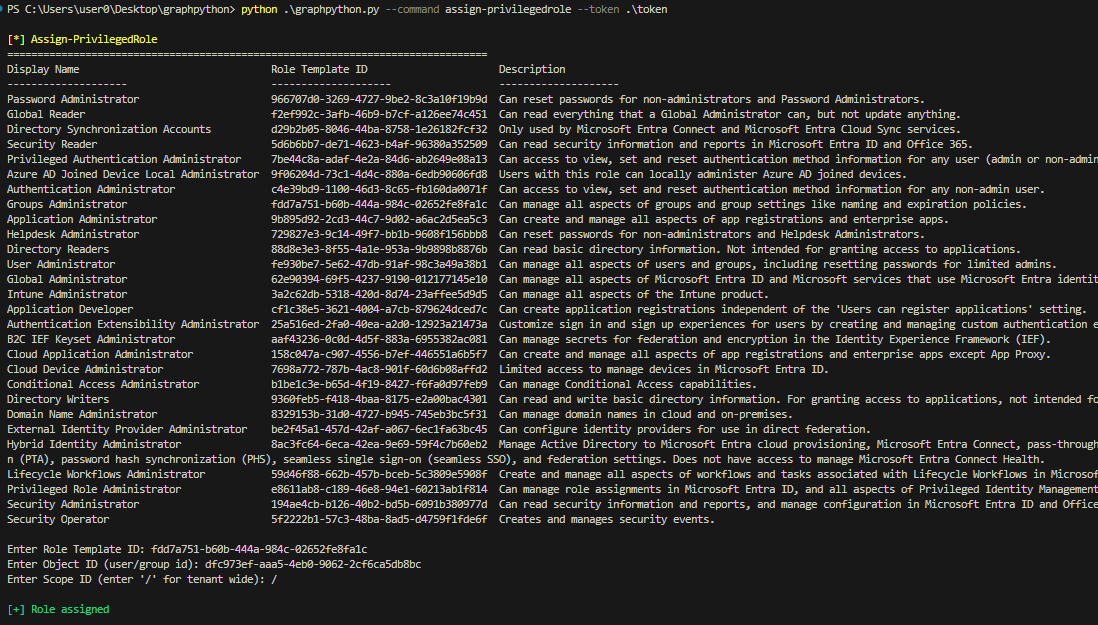 PS C:\Users\user0\Desktop\graphpython> python .\graphpython.py --command assign-privilegedrole --token .\token
[*] Assign-PrivilegedRole
================================================================================
Display Name Role Template ID Description
-------------------- -------------------- --------------------
Password Administrator 966707d0-3269-4727-9be2-8c3a10f19b9d Can reset passwords for non-administrators and Password Administrators.
Global Reader f2ef992c-3afb-46b9-b7cf-a126ee74c451 Can read everything that a Global Administrator can, but not update anything.
Directory Synchronization Accounts d29b2b05-8046-44ba-8758-1e26182fcf32 Only used by Microsoft Entra Connect and Microsoft Entra Cloud Sync services.
Security Reader 5d6b6bb7-de71-4623-b4af-96380a352509 Can read security information and reports in Microsoft Entra ID and Office 365.
Privileged Authentication Administrator 7be44c8a-adaf-4e2a-84d6-ab2649e08a13 Can access to view, set and reset authentication method information for any user (admin or non-admin
Azure AD Joined Device Local Administrator 9f06204d-73c1-4d4c-880a-6edb90606fd8 Users with this role can locally administer Azure AD joined devices.
Authentication Administrator c4e39bd9-1100-46d3-8c65-fb160da0071f Can access to view, set and reset authentication method information for any non-admin user.
Groups Administrator fdd7a751-b60b-444a-984c-02652fe8fa1c Can manage all aspects of groups and group settings like naming and expiration policies.
Application Administrator 9b895d92-2cd3-44c7-9d02-a6ac2d5ea5c3 Can create and manage all aspects of app registrations and enterprise apps.
Helpdesk Administrator 729827e3-9c14-49f7-bb1b-9608f156bbb8 Can reset passwords for non-administrators and Helpdesk Administrators.
Directory Readers 88d8e3e3-8f55-4a1e-953a-9b9898b8876b Can read basic directory information. Not intended for granting access to applications.
User Administrator fe930be7-5e62-47db-91af-98c3a49a38b1 Can manage all aspects of users and groups, including resetting passwords for limited admins.
Global Administrator 62e90394-69f5-4237-9190-012177145e10 Can manage all aspects of Microsoft Entra ID and Microsoft services that use Microsoft Entra identit
Intune Administrator 3a2c62db-5318-420d-8d74-23affee5d9d5 Can manage all aspects of the Intune product.
Application Developer cf1c38e5-3621-4004-a7cb-879624dced7c Can create application registrations independent of the 'Users can register applications' setting.
Authentication Extensibility Administrator 25a516ed-2fa0-40ea-a2d0-12923a21473a Customize sign in and sign up experiences for users by creating and managing custom authentication e
B2C IEF Keyset Administrator aaf43236-0c0d-4d5f-883a-6955382ac081 Can manage secrets for federation and encryption in the Identity Experience Framework (IEF).
Cloud Application Administrator 158c047a-c907-4556-b7ef-446551a6b5f7 Can create and manage all aspects of app registrations and enterprise apps except App Proxy.
Cloud Device Administrator 7698a772-787b-4ac8-901f-60d6b08affd2 Limited access to manage devices in Microsoft Entra ID.
Conditional Access Administrator b1be1c3e-b65d-4f19-8427-f6fa0d97feb9 Can manage Conditional Access capabilities.
Directory Writers 9360feb5-f418-4baa-8175-e2a00bac4301 Can read and write basic directory information. For granting access to applications, not intended fo
Domain Name Administrator 8329153b-31d0-4727-b945-745eb3bc5f31 Can manage domain names in cloud and on-premises.
External Identity Provider Administrator be2f45a1-457d-42af-a067-6ec1fa63bc45 Can configure identity providers for use in direct federation.
Hybrid Identity Administrator 8ac3fc64-6eca-42ea-9e69-59f4c7b60eb2 Manage Active Directory to Microsoft Entra cloud provisioning, Microsoft Entra Connect, pass-through
n (PTA), password hash synchronization (PHS), seamless single sign-on (seamless SSO), and federation settings. Does not have access to manage Microsoft Entra Connect Health.
Lifecycle Workflows Administrator 59d46f88-662b-457b-bceb-5c3809e5908f Create and manage all aspects of workflows and tasks associated with Lifecycle Workflows in Microsof
Privileged Role Administrator e8611ab8-c189-46e8-94e1-60213ab1f814 Can manage role assignments in Microsoft Entra ID, and all aspects of Privileged Identity Management
Security Administrator 194ae4cb-b126-40b2-bd5b-6091b380977d Can read security information and reports, and manage configuration in Microsoft Entra ID and Office
Security Operator 5f2222b1-57c3-48ba-8ad5-d4759f1fde6f Creates and manages security events.
Enter Role Template ID: fdd7a751-b60b-444a-984c-02652fe8fa1c
Enter Object ID (user/group id): dfc973ef-aaa5-4eb0-9062-2cf6ca5db8bc
Enter Scope ID (enter '/' for tenant wide): /
[+] Role assigned